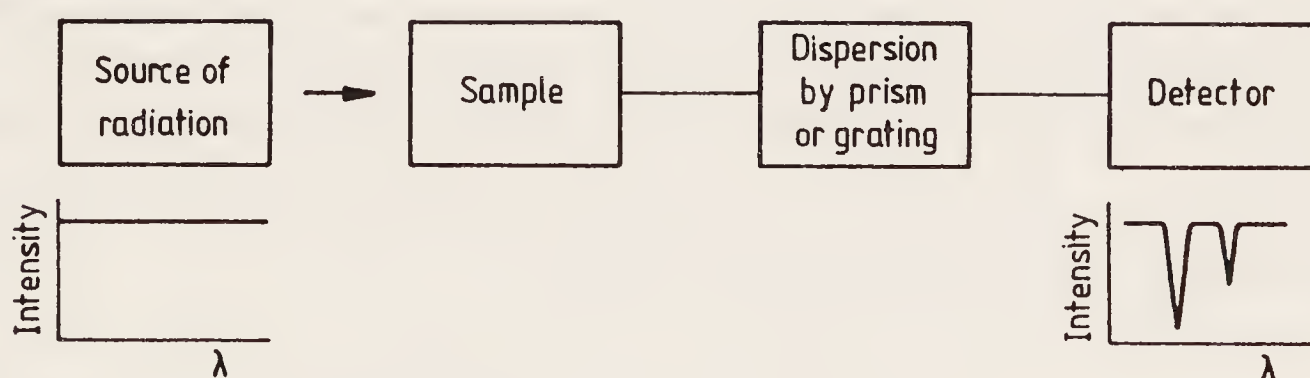 Source of
radiation
Sample
Dispersion
by prism
or grating
Detector
Intensity
λ
Intensity
λ